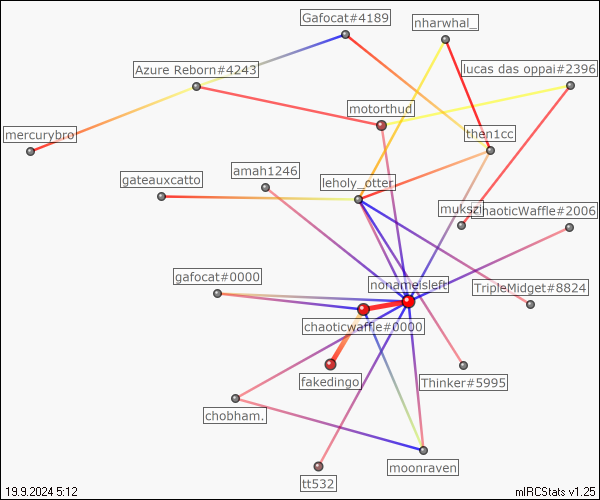 Gafocat#4189
nharwhal_
Azure Reborn#4243
lucas das oppai#2396
motorthud
mercurybro
then1cc
amah1246
gateauxcatto
leholy_otter
mukszi
ChaoticWaffle#2006
gafocat#0000
nonameisleft
TripleMidget#8824
chaoticwaffle#0000
fakedingo
Thinker#5995
chobham.
moonraven
tt532
19.9.2024 5:12
mIRCStats v1.25